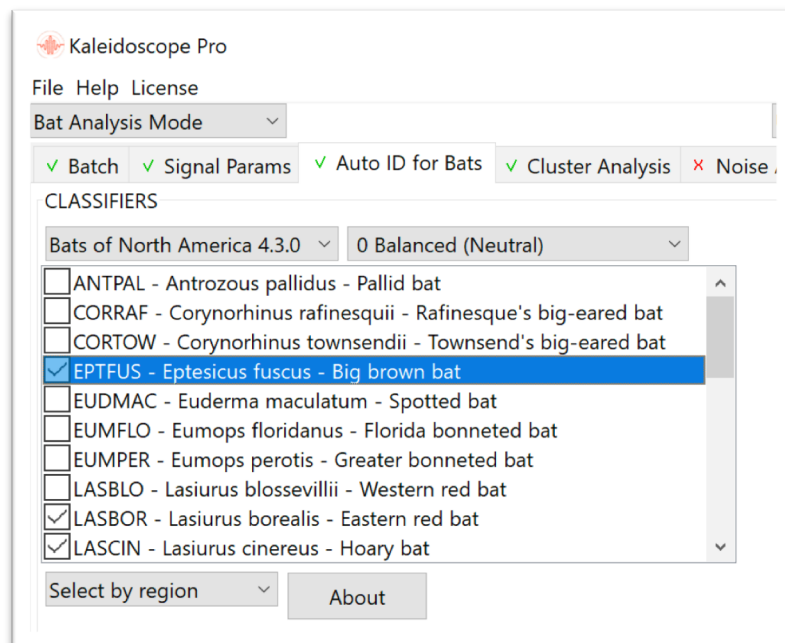 Kaleidoscope Pro
File Help License
Bat Analysis Mode
Batch Signal Params Auto ID for Bats Cluster Analysis Noise
CLASSIFIERS
Bats of North America 4.3.0 0 Balanced (Neutral)
ANTPAL - Antrozous pallidus - Pallid bat
CORRAF - Corynorhinus rafinesquii - Rafinesque's big-eared bat
CORTOW - Corynorhinus townsendii - Townsend's big-eared bat
EPTFUS - Eptesicus fuscus - Big brown bat
EUDMAC - Euderma maculatum - Spotted bat
EUMFLO - Eumops floridanus - Florida bonneted bat
EUMPER - Eumops perotis - Greater bonneted bat
LASBLO - Lasiurus blossevillii - Western red bat
LASBOR - Lasiurus borealis - Eastern red bat
LASCIN - Lasiurus cinereus - Hoary bat
Select by region About